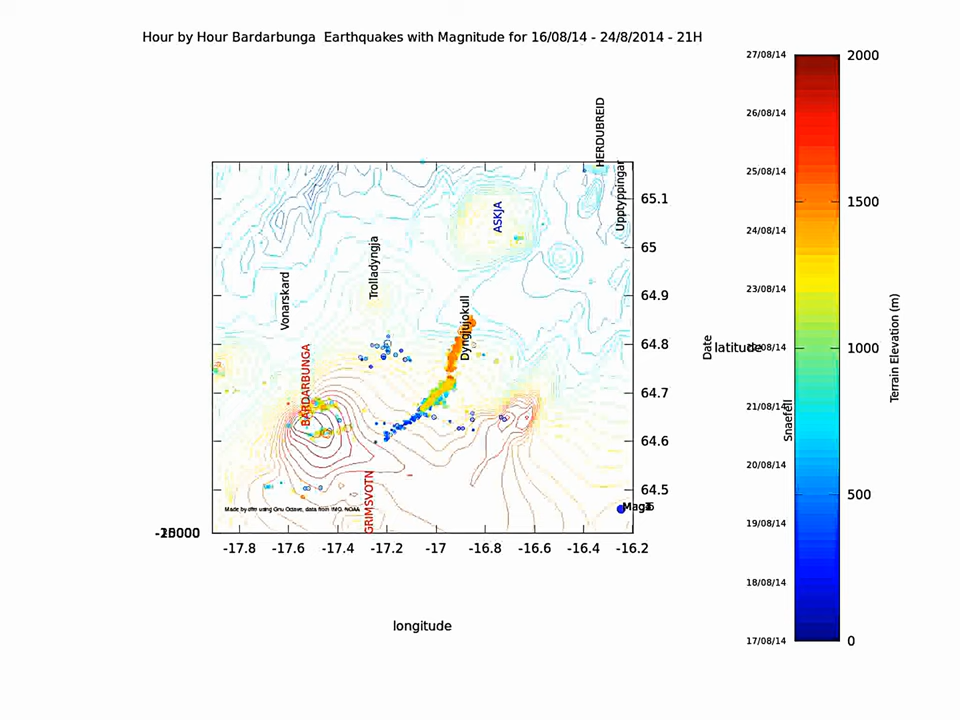 Hour by Hour Bardarbunga Earthquakes with Magnitude for 16/08/14 - 24/8/2014 - 21H
27/08/14
26/08/14
25/08/14
24/08/14
23/08/14
21/08/14
20/08/14
19/08/14
18/08/14
17/08/14
2000
1500
1000
500
0
Terrain Elevation (m)
Date
latitude
Snaefell
HERDUBREID
Upptyppingar
ASKJA
Trolladyngja
Vonarskard
Dyngjujokull
BARDARBUNGA
GRIMSVOTN
65.1
65
64.9
64.8
64.7
64.6
64.5
Made by dfw using Gnu Octave, data from IMO, NOAA
-17.8
-17.6
-17.4
-17.2
-17
-16.8
-16.6
-16.4
-16.2
longitude